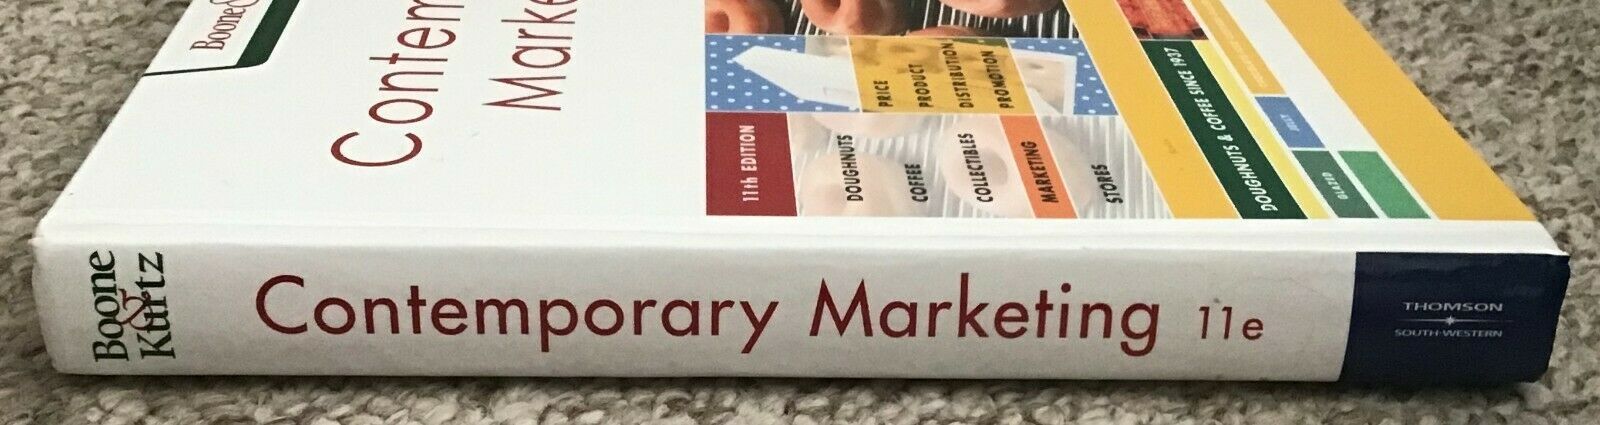 Boone&
Contem
Marke
PRICE
PRODUCT
DISTRIBUTION
PROMOTION
11th EDITION
DOUGHNUTS
COFFEE
COLLECTIBLES
MARKETING
STORES
DOUGHNUTS & COFFEE SINCE 1937
JELLY
GLAZED
Boone
&
Kurtz
Contemporary Marketing 11e
THOMSON
SOUTH-WESTERN